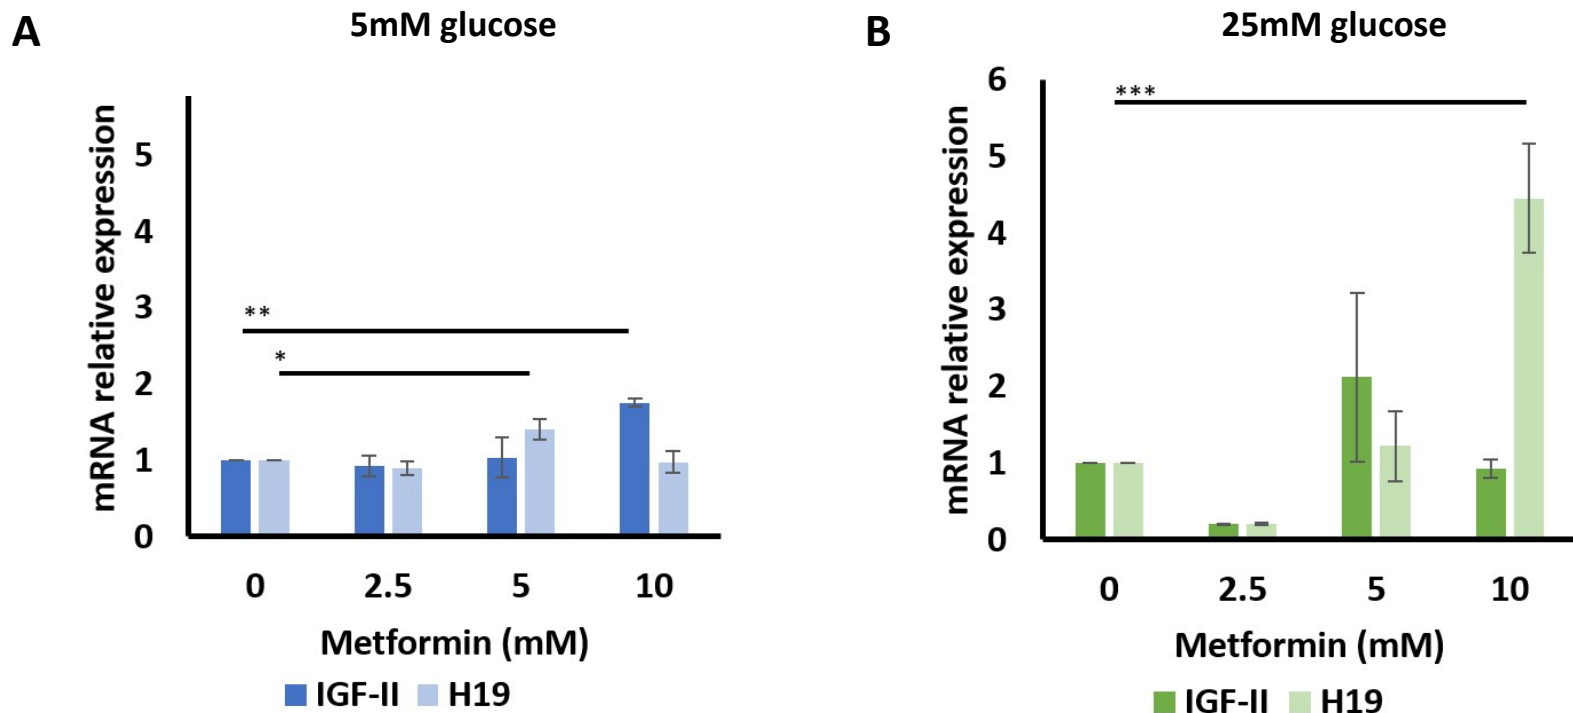 A
5mM glucose
mRNA relative expression
5
4
3
2
1
0
**
*
0 2.5 5 10
Metformin (mM)
IGF-II H19
B
25mM glucose
mRNA relative expression
6
5
4
3
2
1
0
***
0 2.5 5 10
Metformin (mM)
IGF-II H19